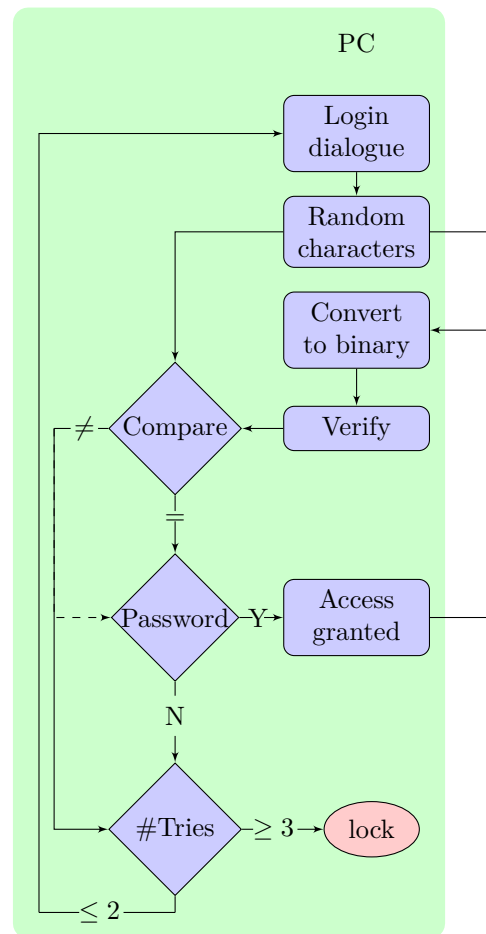 PC
Login
dialogue
Random
characters
Convert
to binary
≠
Compare
Verify
=
Password
Y
Access
granted
N
#Tries
≥ 3
lock
≤ 2